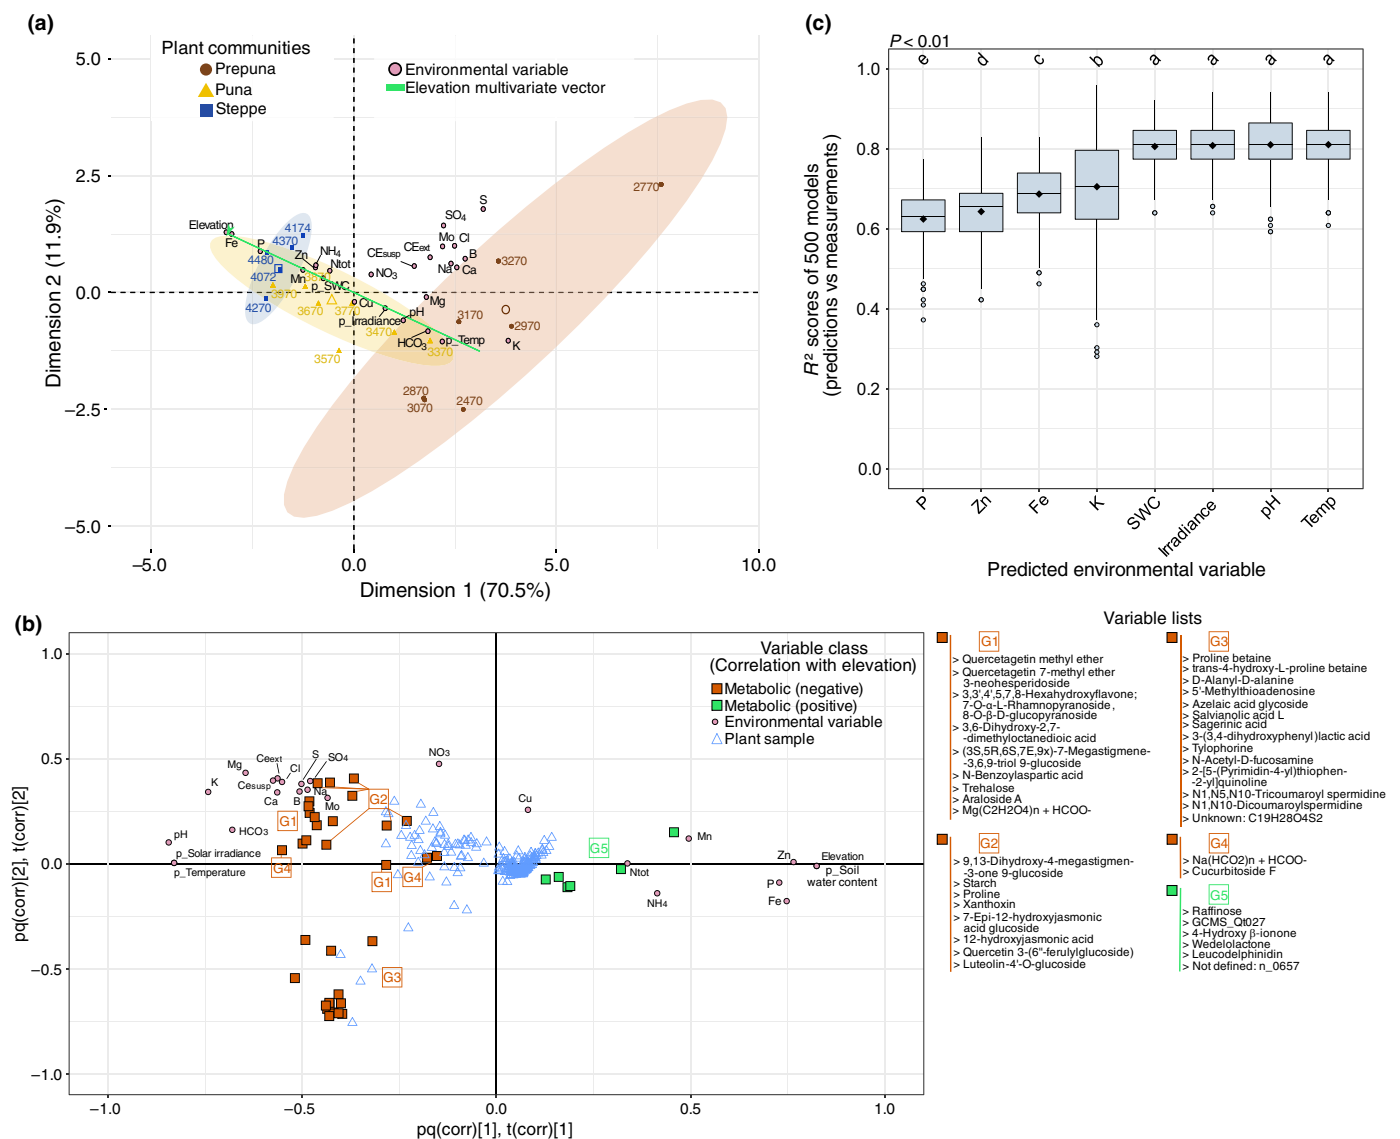 (a)
Plant communities
Prepuna
Puna
Steppe
Environmental variable
Elevation multivariate vector
5.0
2.5
0.0
−2.5
−5.0
Dimension 2 (11.9%)
−5.0
0.0
5.0
10.0
Dimension 1 (70.5%)
2770
S
SO4
Elevation
4174
Fe
P
4370
Mo
Cl
CEext
B
4480
Zn
NH4
CEsusp
3270
Ntot
Na
Ca
4072
Mn
NO3
p_SWC
3970
Mg
4270
3670
3770
Cu
pH
3170
p_Irradiance
2970
3470
HCO3
p_Temp
K
3570
3370
2870
3070
2470
(c)
P < 0.01
e
d
c
b
a
a
a
a
1.0
0.8
0.6
0.4
0.2
0.0
R² scores of 500 models
(predictions vs measurements)
P
Zn
Fe
K
SWC
Irradiance
pH
Temp
Predicted environmental variable
(b)
Variable class
(Correlation with elevation)
Metabolic (negative)
Metabolic (positive)
Environmental variable
Plant sample
1.0
0.5
0.0
−0.5
−1.0
pq(corr)[2], t(corr)[2]
−1.0
−0.5
0.0
0.5
1.0
pq(corr)[1], t(corr)[1]
NO3
S
Ceext
SO4
Mg
Cl
K
Cesusp
Ca
B
Na
Mo
G2
Cu
G1
HCO3
pH
G5
Mn
p_Solar irradiance
Zn
Elevation
p_Temperature
G4
G1
G4
Ntot
p_Soil
water content
P
NH4
Fe
G3
Variable lists
G1
> Quercetagetin methyl ether
> Quercetagetin 7-methyl ether
3-neohesperidoside
> 3,3',4',5,7,8-Hexahydroxyflavone;
7-O-α-L-Rhamnopyranoside,
8-O-β-D-glucopyranoside
> 3,6-Dihydroxy-2,7-
-dimethyloctanedioic acid
> (3S,5R,6S,7E,9x)-7-Megastigmene-
-3,6,9-triol 9-glucoside
> N-Benzoylaspartic acid
> Trehalose
> Araloside A
> Mg(C2H2O4)n + HCOO-
G2
> 9,13-Dihydroxy-4-megastigmen-
-3-one 9-glucoside
> Starch
> Proline
> Xanthoxin
> 7-Epi-12-hydroxyjasmonic
acid glucoside
> 12-hydroxyjasmonic acid
> Quercetin 3-(6''-ferulylglucoside)
> Luteolin-4'-O-glucoside
G3
> Proline betaine
> trans-4-hydroxy-L-proline betaine
> D-Alanyl-D-alanine
> 5'-Methylthioadenosine
> Azelaic acid glycoside
> Salvianolic acid L
> Sagerinic acid
> 3-(3,4-dihydroxyphenyl)lactic acid
> Tylophorine
> N-Acetyl-D-fucosamine
> 2-[5-(Pyrimidin-4-yl)thiophen-
-2-yl]quinoline
> N1,N5,N10-Tricoumaroyl spermidine
> N1,N10-Dicoumaroylspermidine
> Unknown: C19H28O4S2
G4
> Na(HCO2)n + HCOO-
> Cucurbitoside F
G5
> Raffinose
> GCMS_Qt027
> 4-Hydroxy β-ionone
> Wedelolactone
> Leucodelphinidin
> Not defined: n_0657